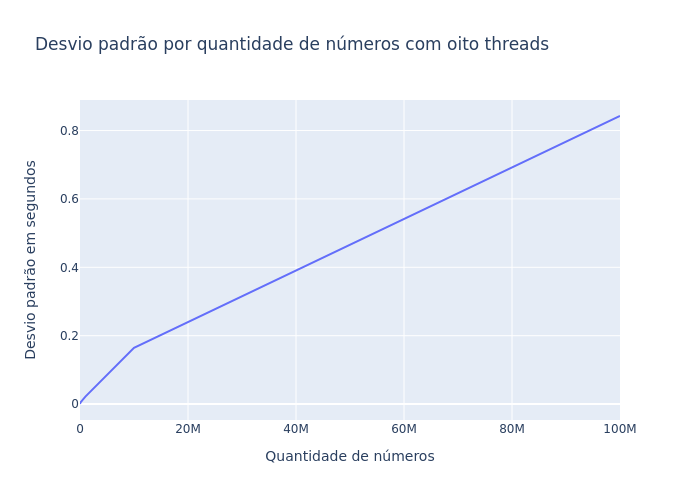 Desvio padrão por quantidade de números com oito threads
Desvio padrão em segundos
0.8
0.6
0.4
0.2
0
0
20M
40M
60M
80M
100M
Quantidade de números